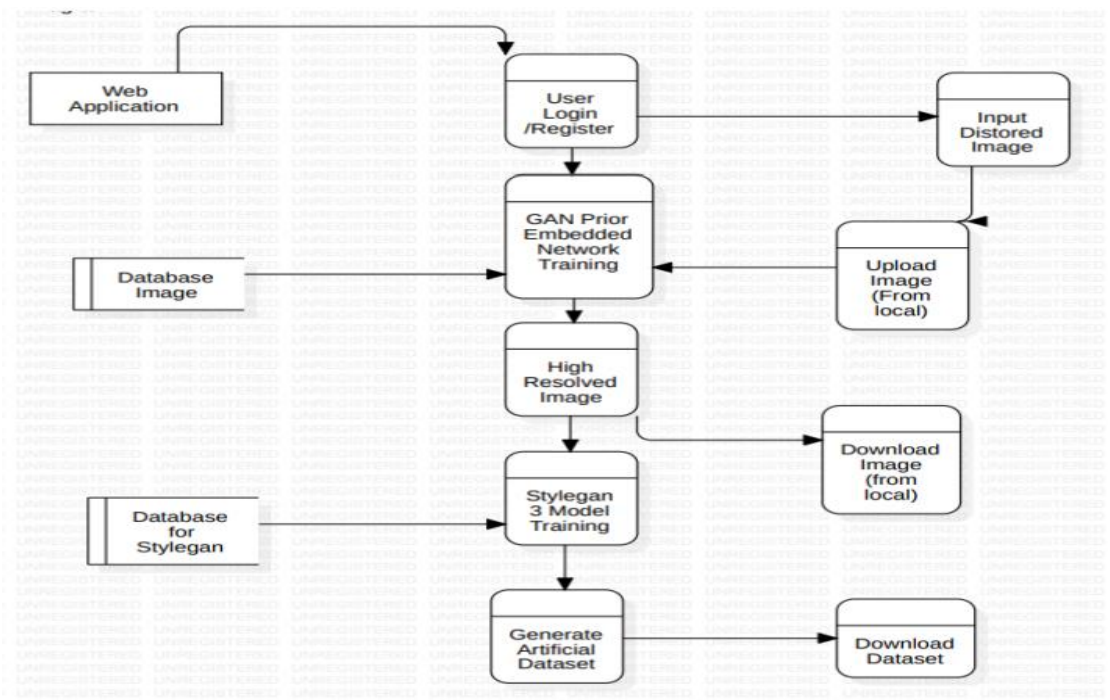 Web
Application
User
Login
/Register
Input
Distored
Image
GAN Prior
Embedded
Network
Training
Database
Image
Upload
Image
(From
local)
High
Resolved
Image
Download
Image
(from
local)
Stylegan
3 Model
Training
Database
for
Stylegan
Generate
Artificial
Dataset
Download
Dataset